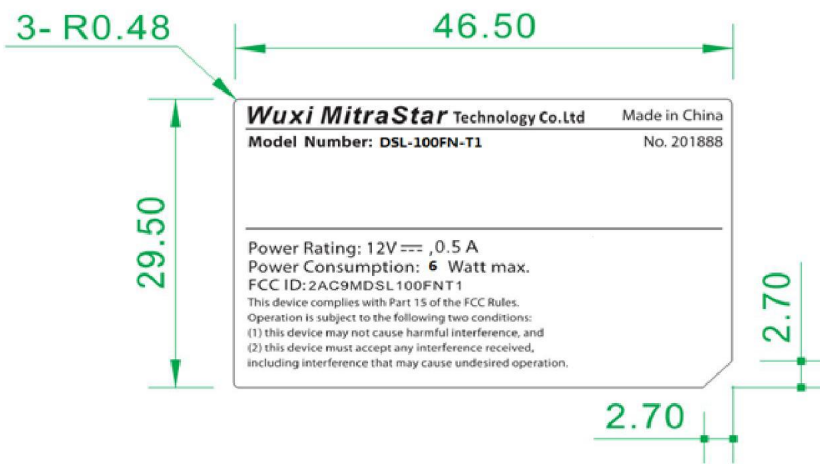 3- R0.48
46.50
Wuxi MitraStar Technology Co.Ltd Made in China
Model Number: DSL-100FN-T1 No. 201888
29.50
Power Rating: 12V⎓,0.5 A
Power Consumption: 6 Watt max.
FCC ID:2AC9MDSL100FNT1
This device complies with Part 15 of the FCC Rules.
Operation is subject to the following two conditions:
(1) this device may not cause harmful interference, and
(2) this device must accept any interference received,
including interference that may cause undesired operation.
2.70
2.70